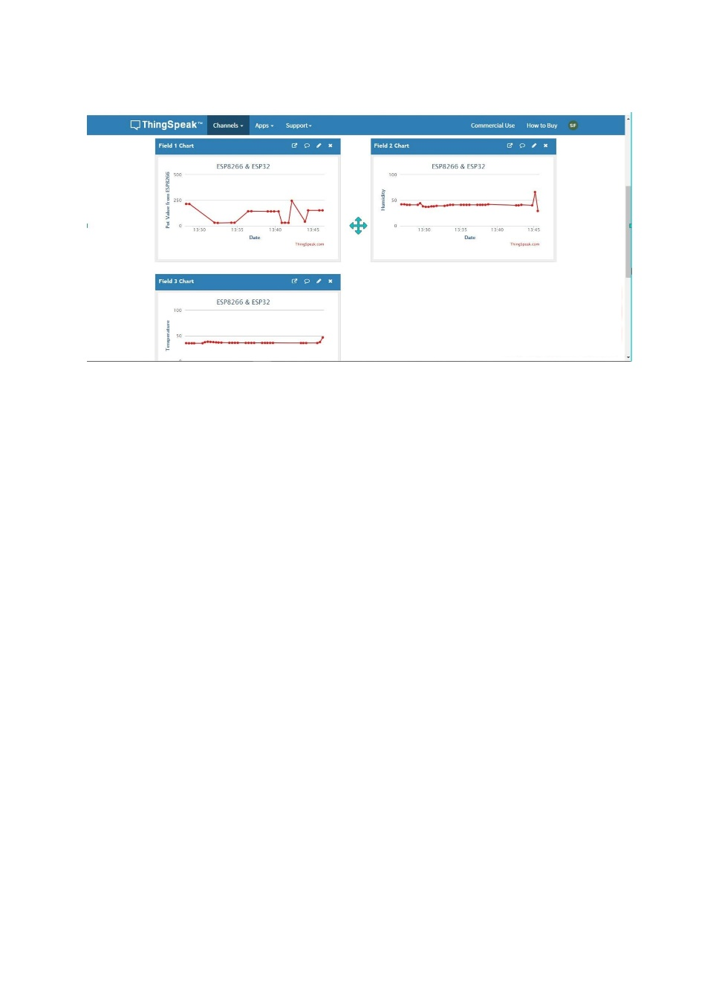 ThingSpeak™ Channels Apps Support Commercial Use How to Buy SF
Field 1 Chart
ESP8266 & ESP32
Pot Value from ESP8266
500
250
0
13:30 13:35 13:40 13:45
Date
ThingSpeak.com
Field 2 Chart
ESP8266 & ESP32
Humidity
100
50
0
13:30 13:35 13:40 13:45
Date
ThingSpeak.com
Field 3 Chart
ESP8266 & ESP32
Temperature
100
50